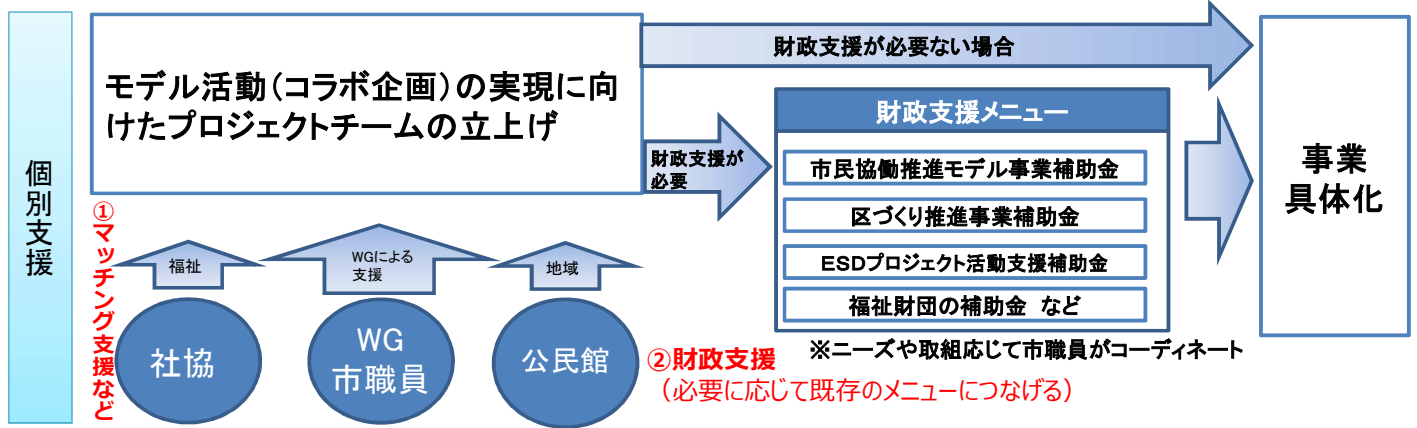 個別支援
モデル活動（コラボ企画）の実現に向
けたプロジェクトチームの立上げ
財政支援が必要ない場合
財政支援が
必要
財政支援メニュー
市民協働推進モデル事業補助金
区づくり推進事業補助金
ESDプロジェクト活動支援補助金
福祉財団の補助金 など
※ニーズや取組応じて市職員がコーディネート
事業
具体化
①マッチング支援など
福祉
WGによる
支援
地域
社協
WG
市職員
公民館
②財政支援
（必要に応じて既存のメニューにつなげる）